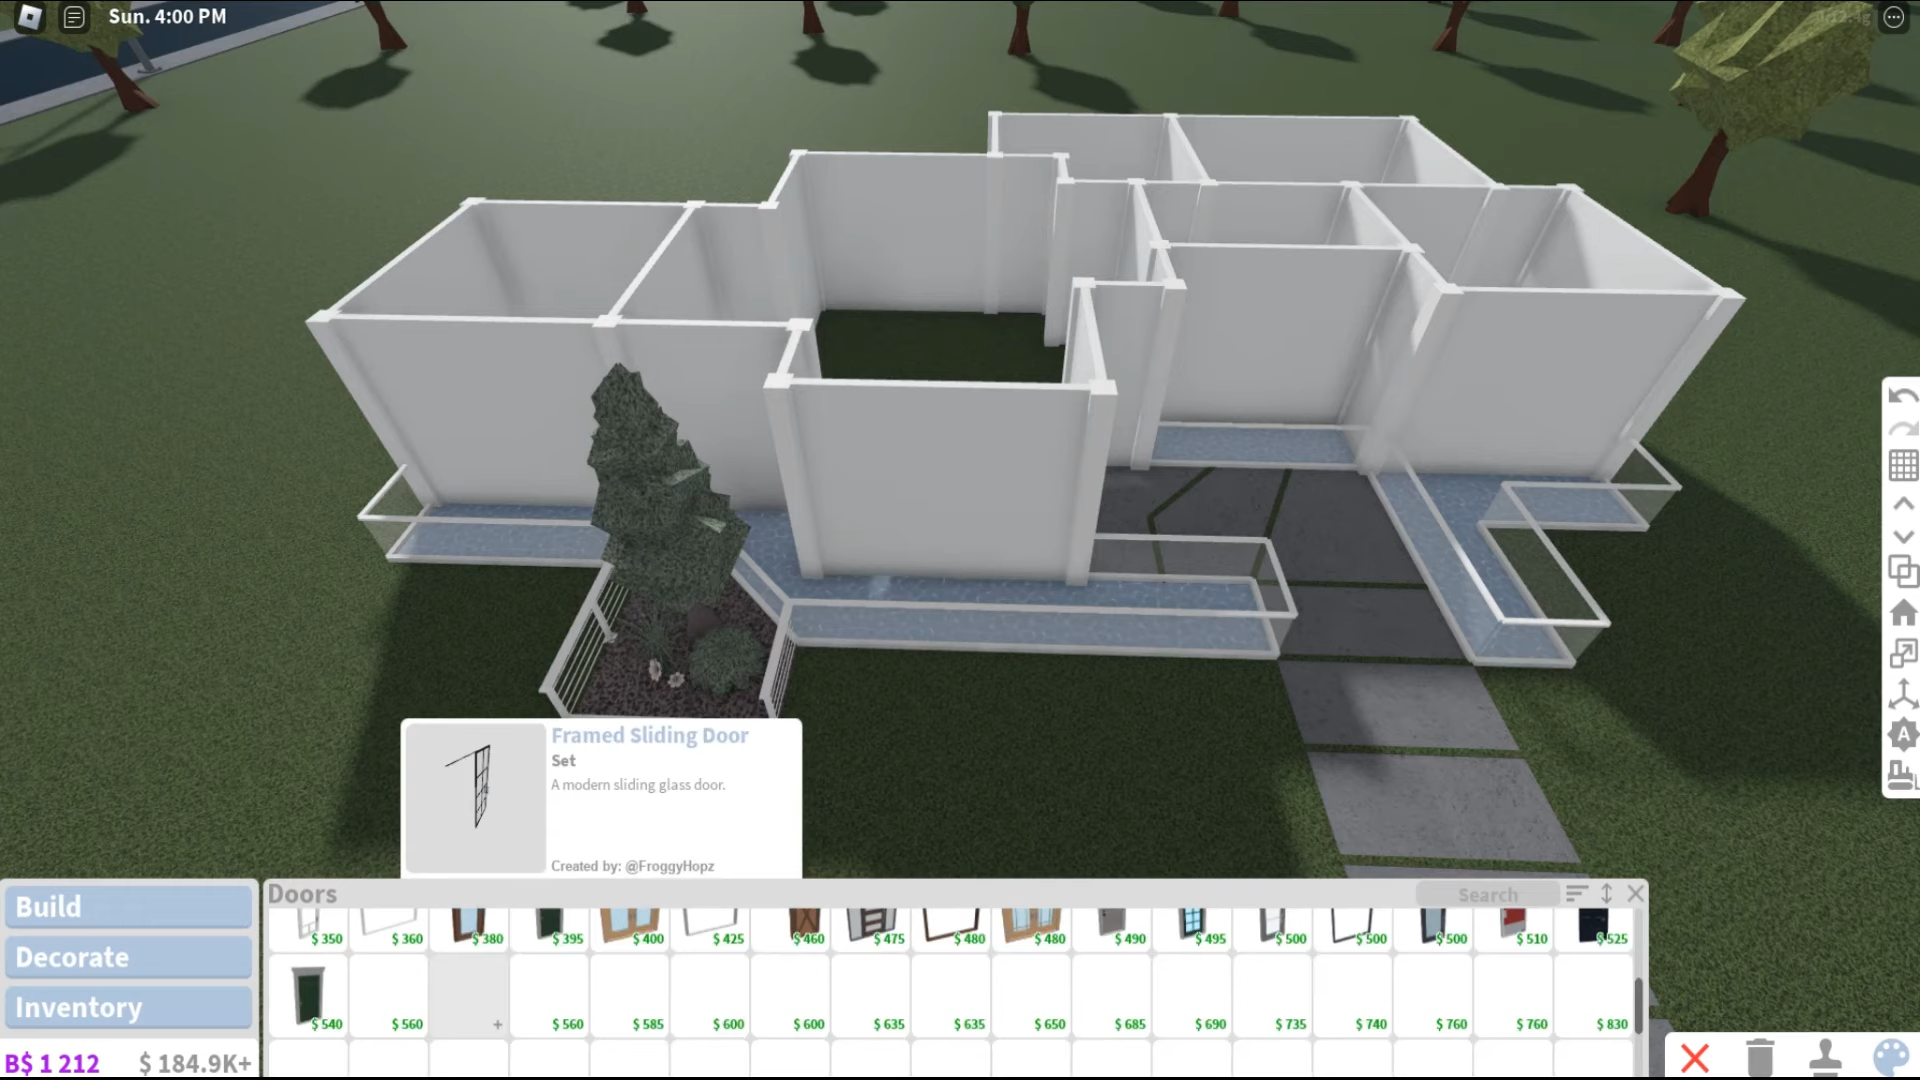 Sun. 4:00 PM
Framed Sliding Door
Set
A modern sliding glass door.
Created by: @FroggyHopz
Build
Decorate
Inventory
B$ 1 212 $ 184.9K+
Doors
Search
$ 350 $ 360 $ 380 $ 395 $ 400 $ 425 $ 460 $ 475 $ 480 $ 480 $ 490 $ 495 $ 500 $ 500 $ 500 $ 510 $ 525
$ 540 $ 560 + $ 560 $ 585 $ 600 $ 600 $ 635 $ 635 $ 650 $ 685 $ 690 $ 735 $ 740 $ 760 $ 760 $ 830
A